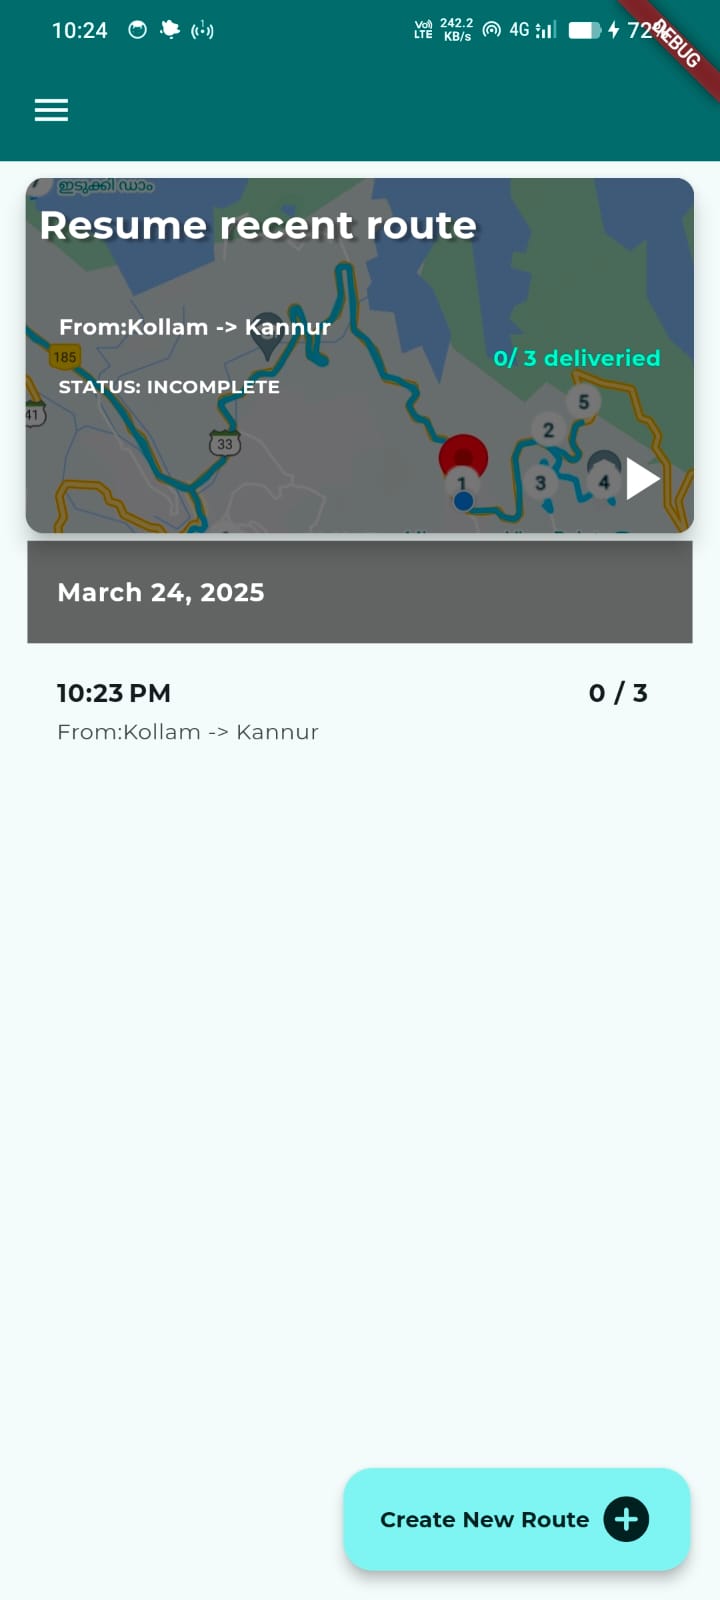 10:24
Vo))
LTE
242.2
KB/s
4G
72%
DEBUG
ഇടുക്കി ഡാം
Resume recent route
From:Kollam -> Kannur
185
0/ 3 deliveried
STATUS: INCOMPLETE
5
41
2
33
1
3
4
March 24, 2025
10:23 PM
0 / 3
From:Kollam -> Kannur
Create New Route